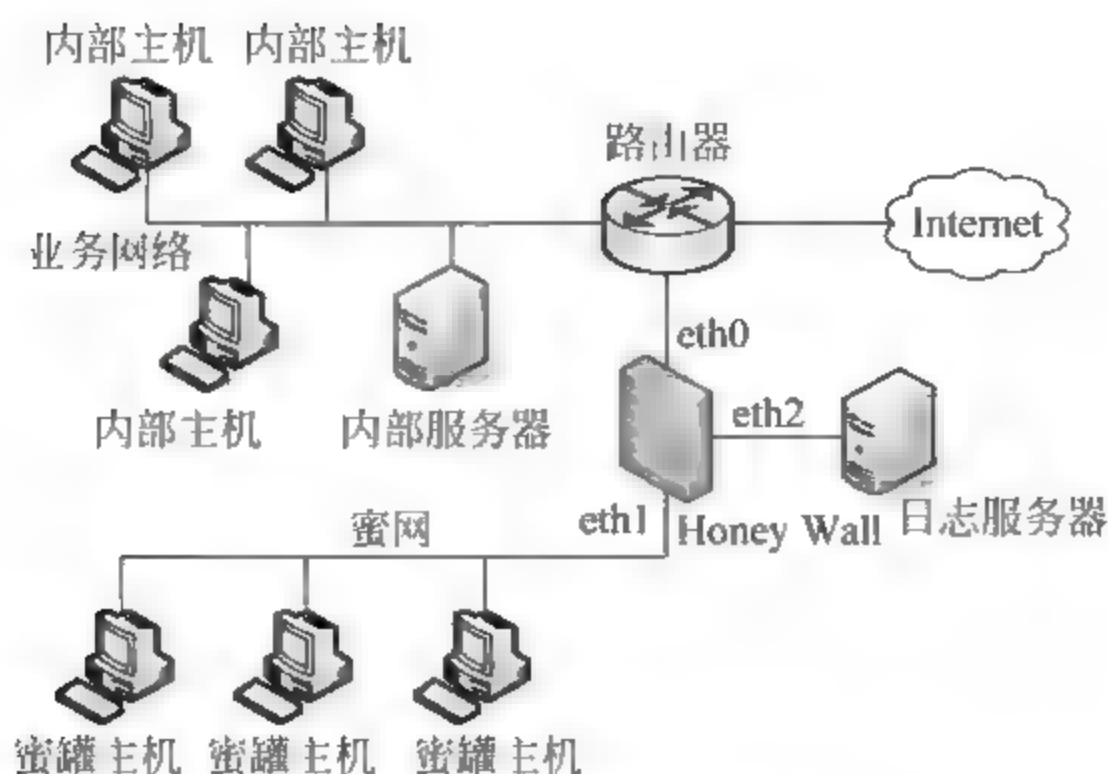 内部主机 内部主机
路由器
Internet
业务网络
eth0
eth2
内部主机 内部服务器
蜜网
eth1
Honey Wall
日志服务器
蜜罐主机 蜜罐主机 蜜罐主机